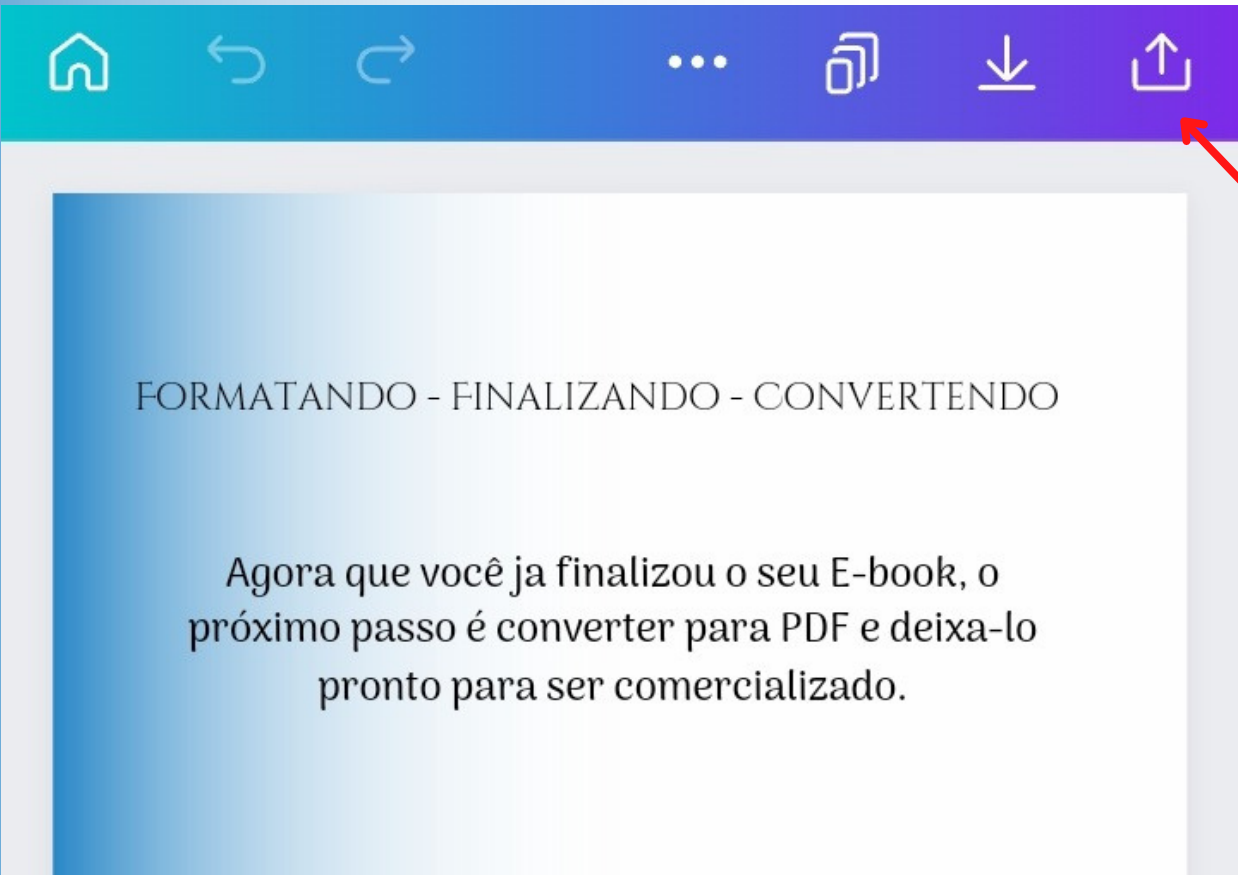 Formatando - Finalizando - Convertendo
Agora que você ja finalizou o seu E-book, o
próximo passo é converter para PDF e deixa-lo
pronto para ser comercializado.